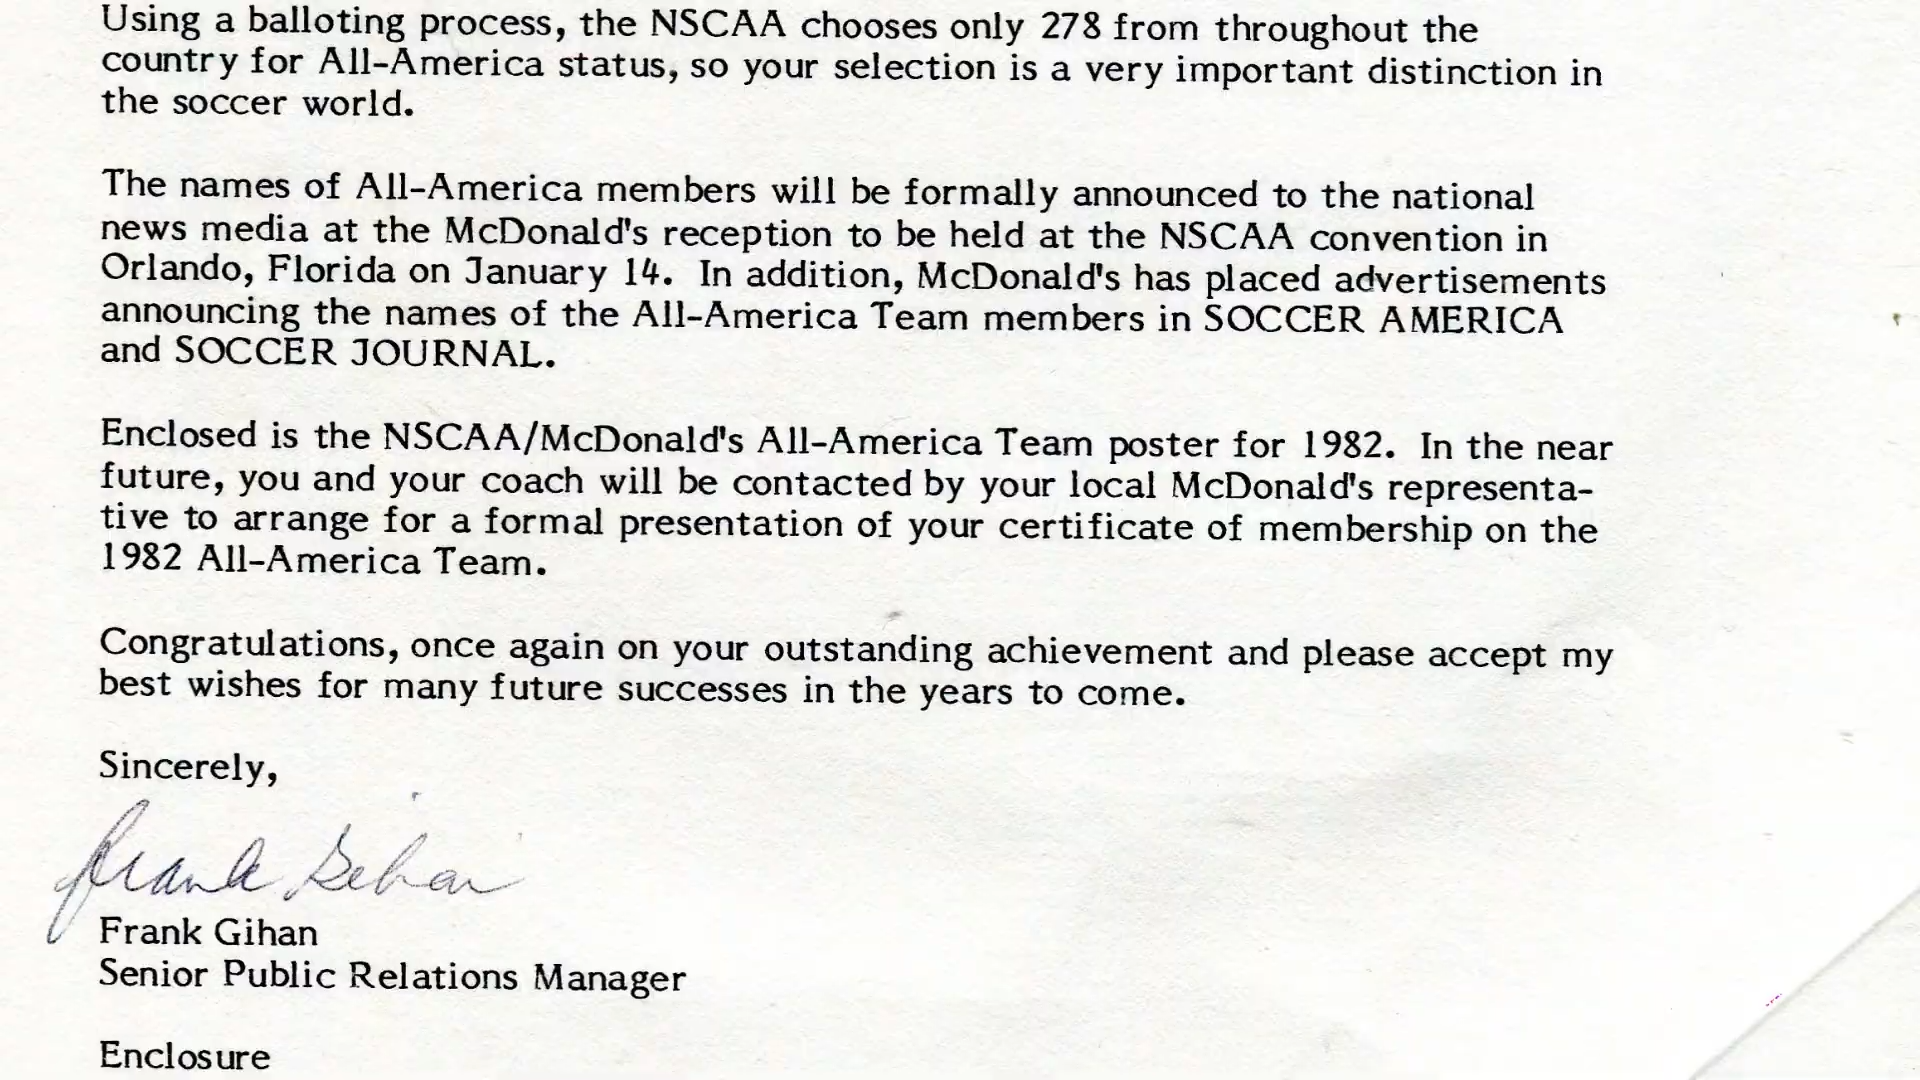 Using a balloting process, the NSCAA chooses only 278 from throughout the
country for All-America status, so your selection is a very important distinction in
the soccer world.
The names of All-America members will be formally announced to the national
news media at the McDonald's reception to be held at the NSCAA convention in
Orlando, Florida on January 14. In addition, McDonald's has placed advertisements
announcing the names of the All-America Team members in SOCCER AMERICA
and SOCCER JOURNAL.
Enclosed is the NSCAA/McDonald's All-America Team poster for 1982. In the near
future, you and your coach will be contacted by your local McDonald's representa-
tive to arrange for a formal presentation of your certificate of membership on the
1982 All-America Team.
Congratulations, once again on your outstanding achievement and please accept my
best wishes for many future successes in the years to come.
Sincerely,
Frank Gihan
Frank Gihan
Senior Public Relations Manager
Enclosure